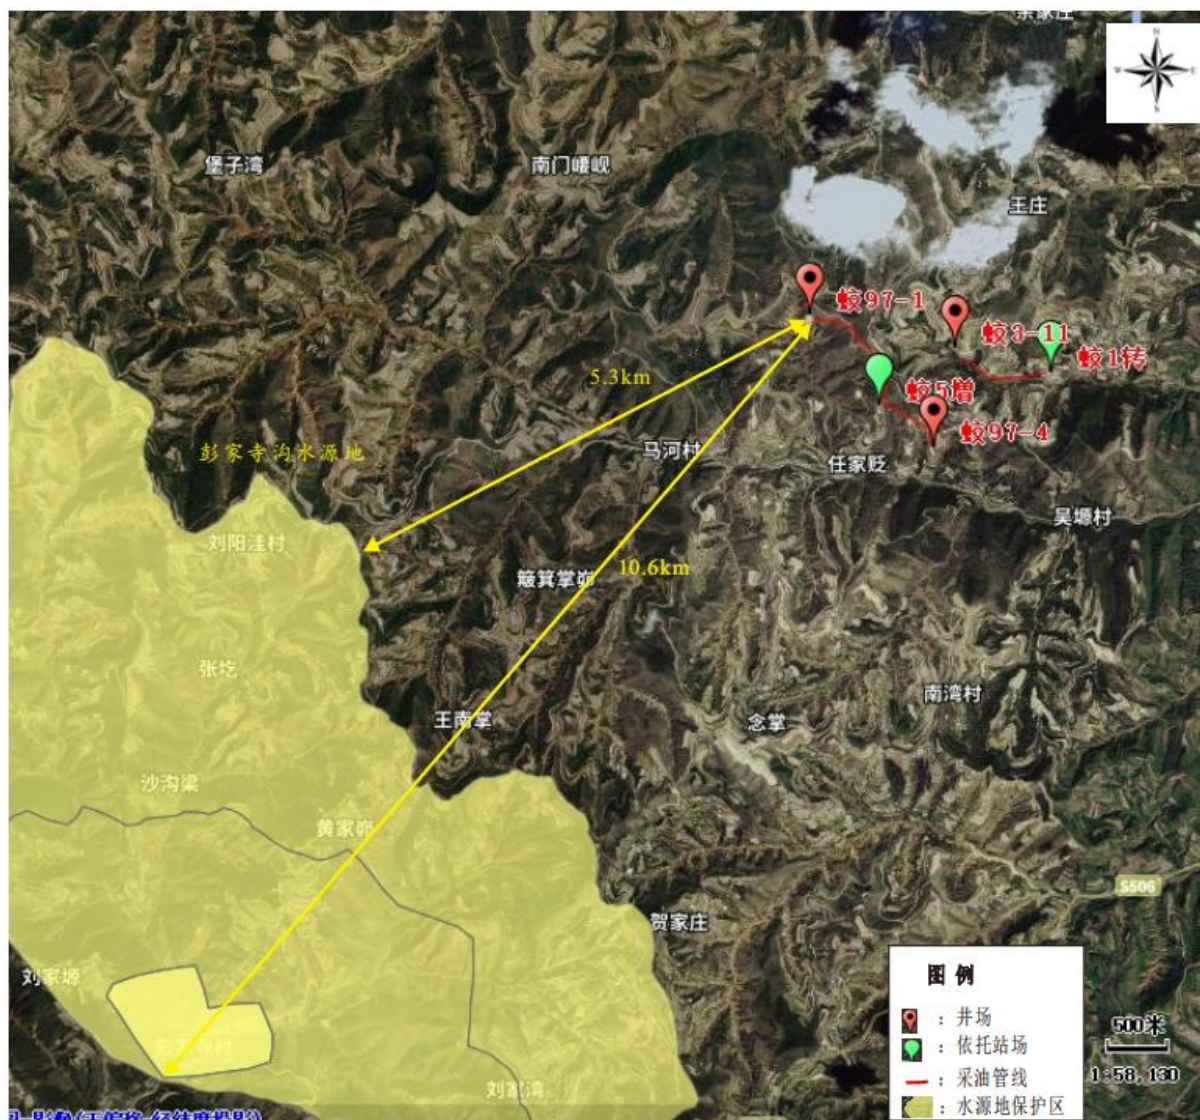 N
W
E
N
堡子湾
南门崾岘
王庄
蛟97-1
蛟3-11
蛟1转
5.3km
蛟5增
蛟97-4
彭家寺沟水源地
马河村
任家贬
吴塬村
刘阳洼村
簸箕掌峁
10.6km
张圪
南湾村
王南掌
念掌
沙沟梁
黄家峁
S506
贺家庄
刘家塬
刘家湾
图 例
：井场
：依托站场
：采油管线
：水源地保护区
500米
1:58,130